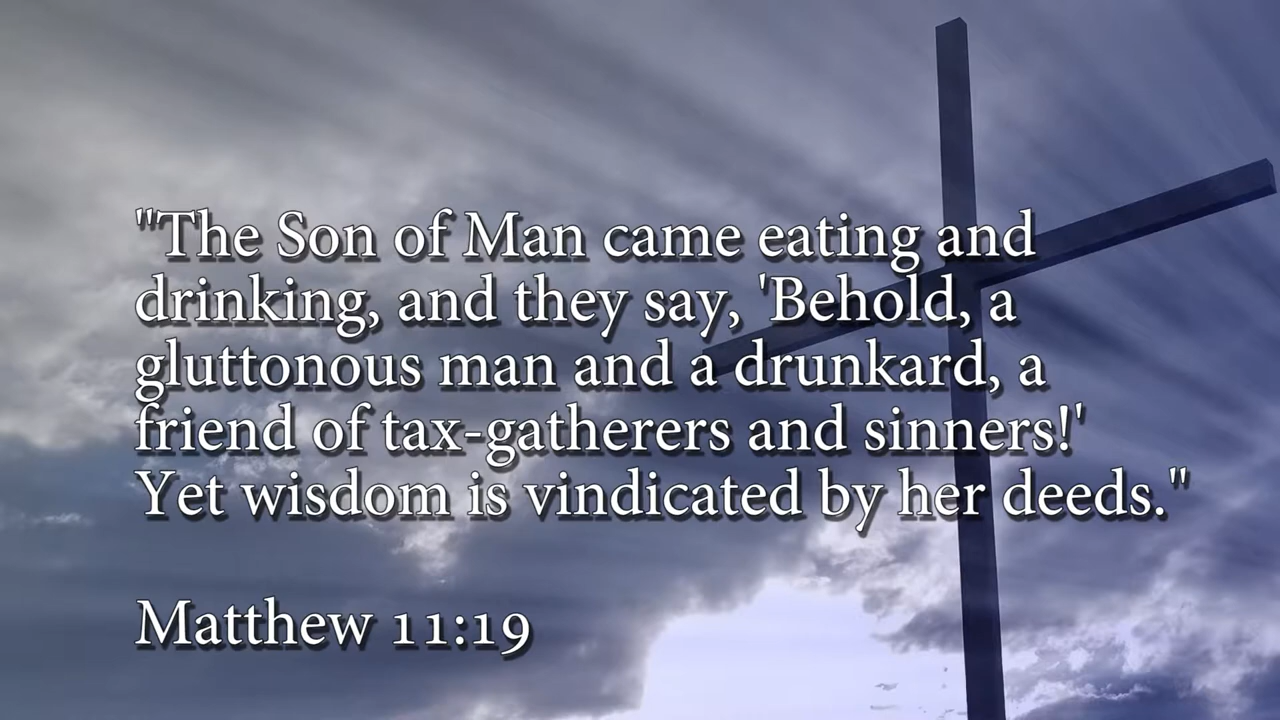 "The Son of Man came eating and
drinking, and they say, 'Behold, a
gluttonous man and a drunkard, a
friend of tax-gatherers and sinners!'
Yet wisdom is vindicated by her deeds."
Matthew 11:19